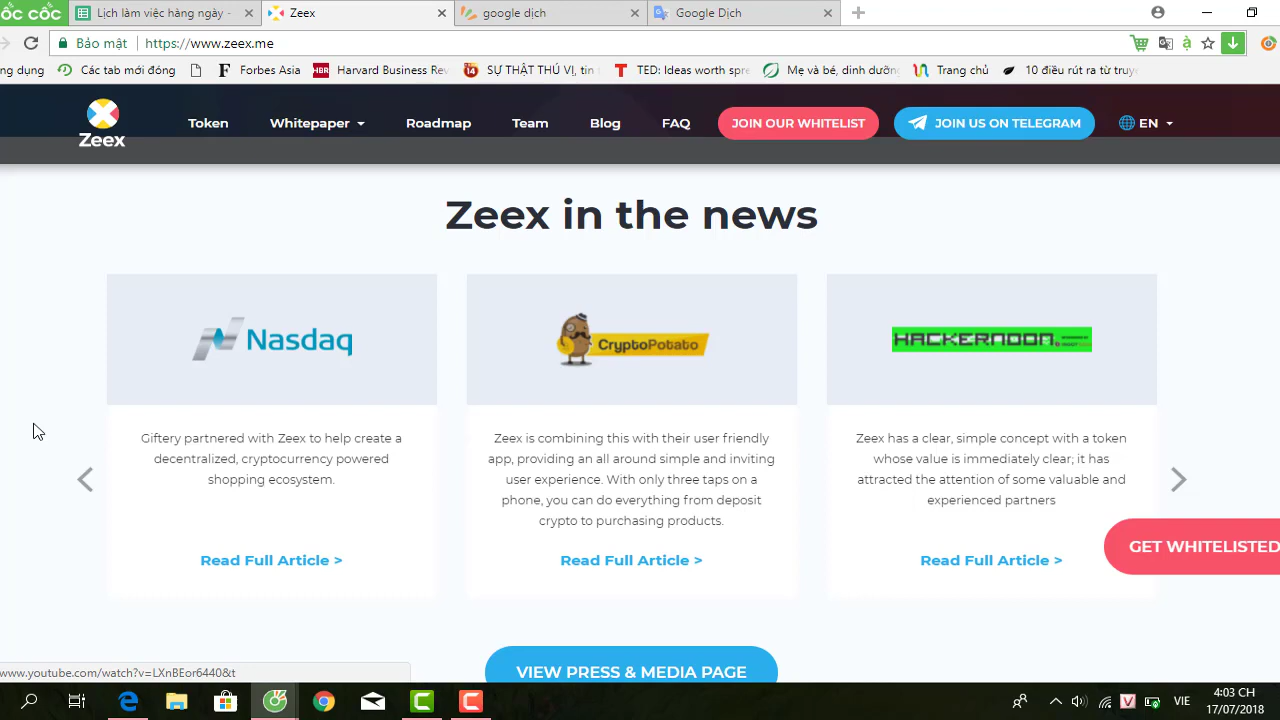 ốc cốc
Lịch làm việc hàng ngày -
Zeex
google dịch
Google Dịch
Bảo mật
https://www.zeex.me
ng dụng
Các tab mới đóng
Forbes Asia
HBR
Harvard Business Rev
14
SỰ THẬT THÚ VỊ, tin t
TED: Ideas worth spre
Mẹ và bé, dinh dưỡng
Trang chủ
10 điều rút ra từ truyệ
Zeex
Token
Whitepaper
Roadmap
Team
Blog
FAQ
JOIN OUR WHITELIST
JOIN US ON TELEGRAM
EN
Zeex in the news
Nasdaq
CryptoPotato
HACKERNOON
Giftery partnered with Zeex to help create a
decentralized, cryptocurrency powered
shopping ecosystem.
Read Full Article >
Zeex is combining this with their user friendly
app, providing an all around simple and inviting
user experience. With only three taps on a
phone, you can do everything from deposit
crypto to purchasing products.
Read Full Article >
Zeex has a clear, simple concept with a token
whose value is immediately clear; it has
attracted the attention of some valuable and
experienced partners
Read Full Article >
GET WHITELISTED
VIEW PRESS & MEDIA PAGE
www.youtube.com/watch?v=LXnBEor6440&t
VIE
4:03 CH
17/07/2018